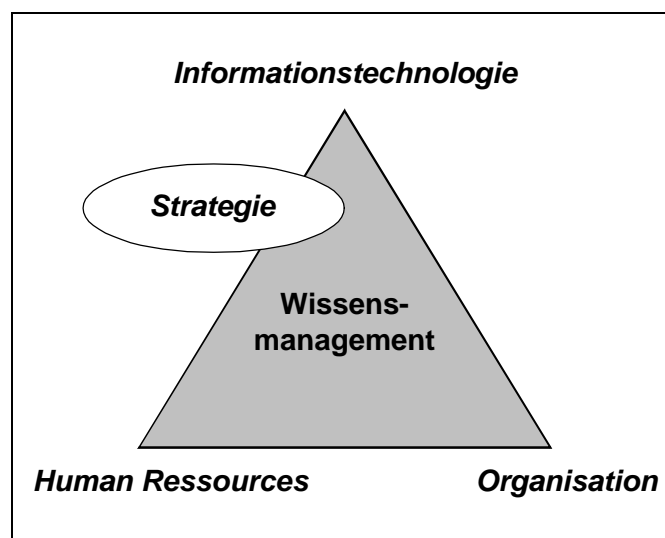 Informationstechnologie
Strategie
Wissens-
management
Human Ressources
Organisation